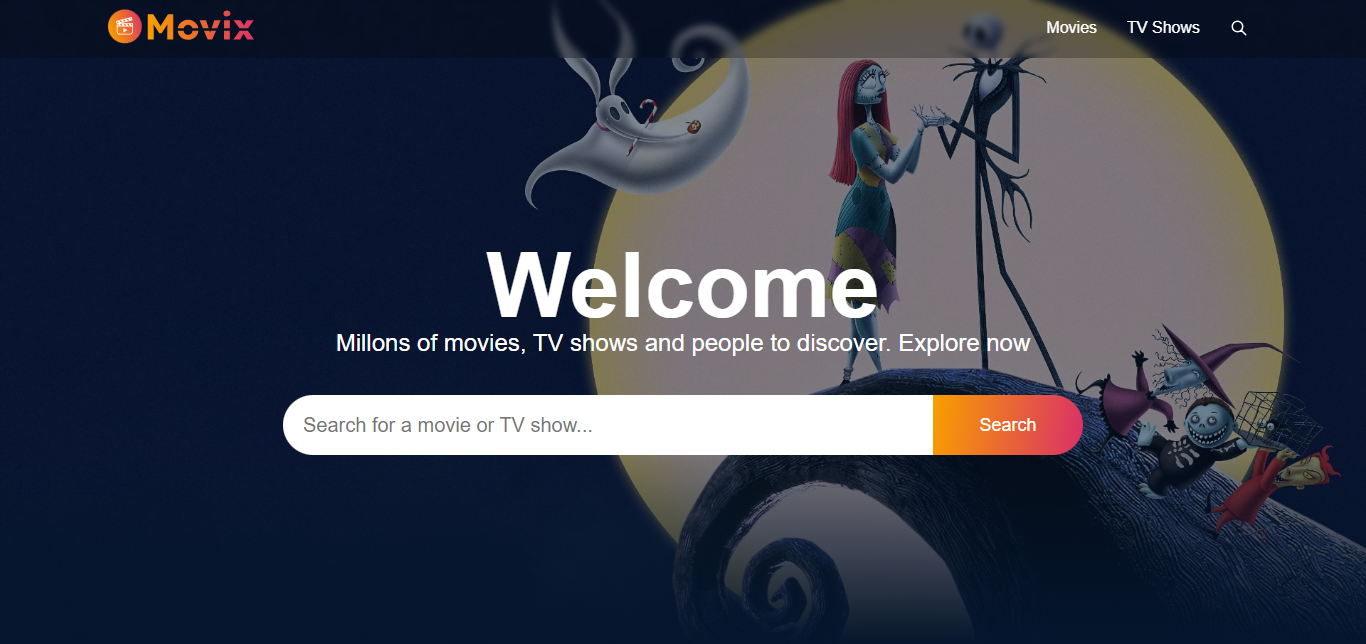 Movix
Movies
TV Shows
Welcome
Millons of movies, TV shows and people to discover. Explore now
Search for a movie or TV show...
Search